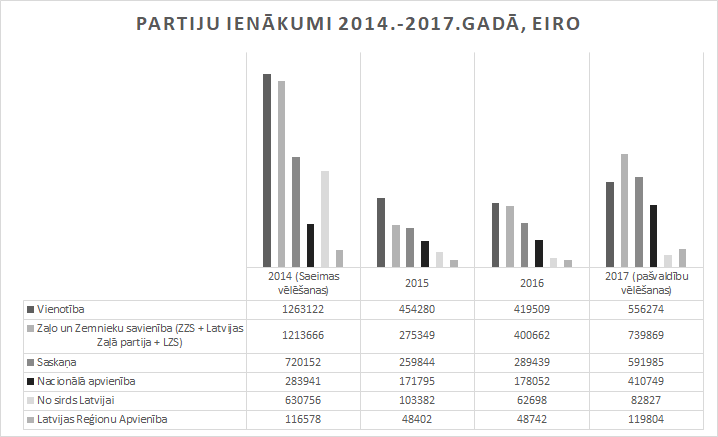 PARTIJU IENĀKUMI 2014.-2017.GADĀ, EIRO
2014 (Saeimas vēlēšanas) 2015 2016 2017 (pašvaldību vēlēšanas)
Vienotība 1263122 454280 419509 556274
Zaļo un Zemnieku savienība (ZZS + Latvijas Zaļā partija + LZS) 1213666 275349 400662 739869
Saskaņa 720152 259844 289439 591985
Nacionālā apvienība 283941 171795 178052 410749
No sirds Latvijai 630756 103382 62698 82827
Latvijas Reģionu Apvienība 116578 48402 48742 119804